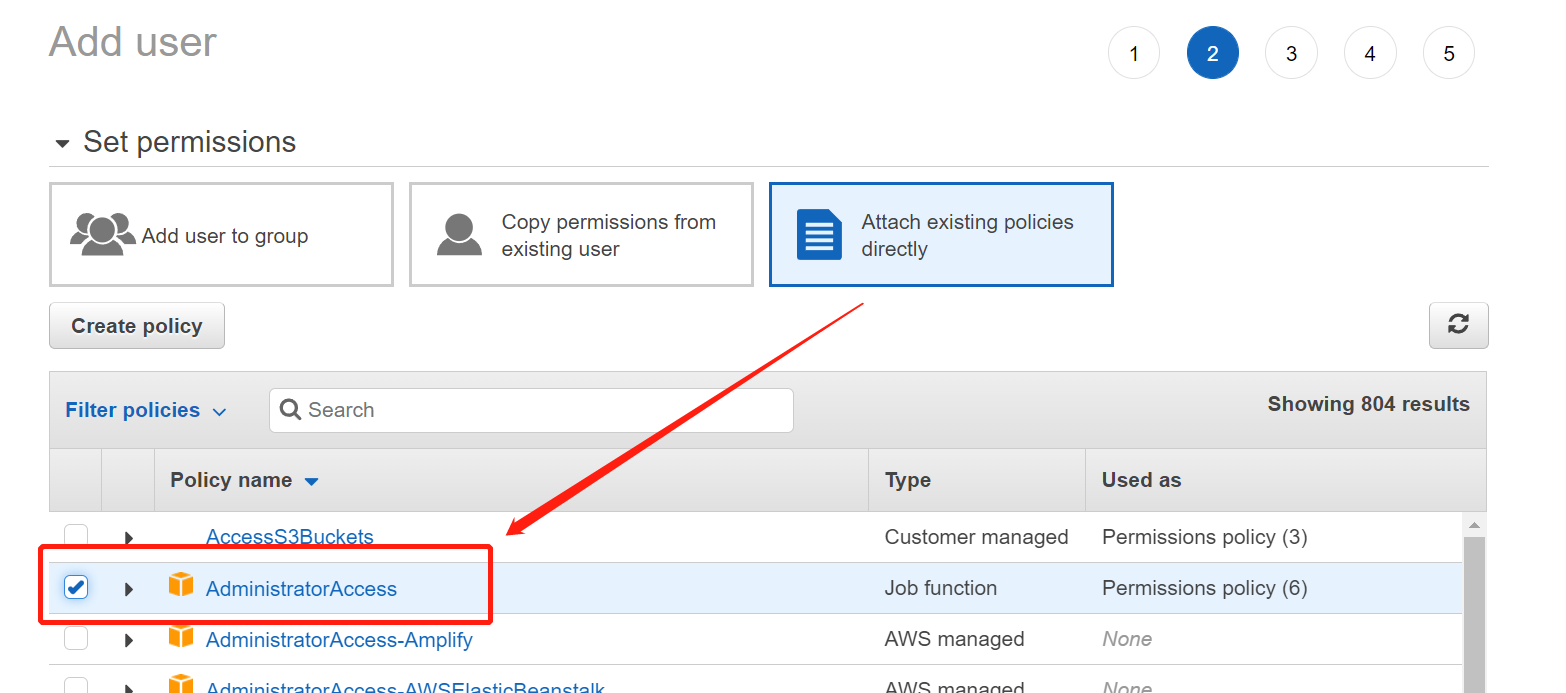 Add user
1 2 3 4 5
Set permissions
Add user to group
Copy permissions from
existing user
Attach existing policies
directly
Create policy
Filter policies
Search
Showing 804 results
Policy name Type Used as
AccessS3Buckets Customer managed Permissions policy (3)
AdministratorAccess Job function Permissions policy (6)
AdministratorAccess-Amplify AWS managed None
AdministratorAccess-AWSElasticBeanstalk AWS managed None